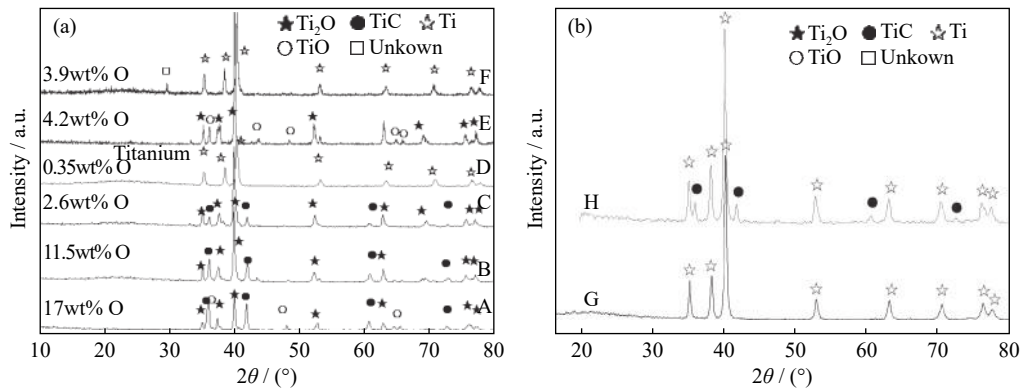 (a)
★Ti₂O ●TiC ☆Ti
○TiO □Unkown
3.9wt% O F
4.2wt% O E
Titanium
0.35wt% O D
2.6wt% O C
11.5wt% O B
17wt% O A
Intensity / a.u.
10 20 30 40 50 60 70 80
2θ / (°)
(b)
★Ti₂O ●TiC ☆Ti
○TiO □Unkown
H
G
Intensity / a.u.
20 30 40 50 60 70 80
2θ / (°)